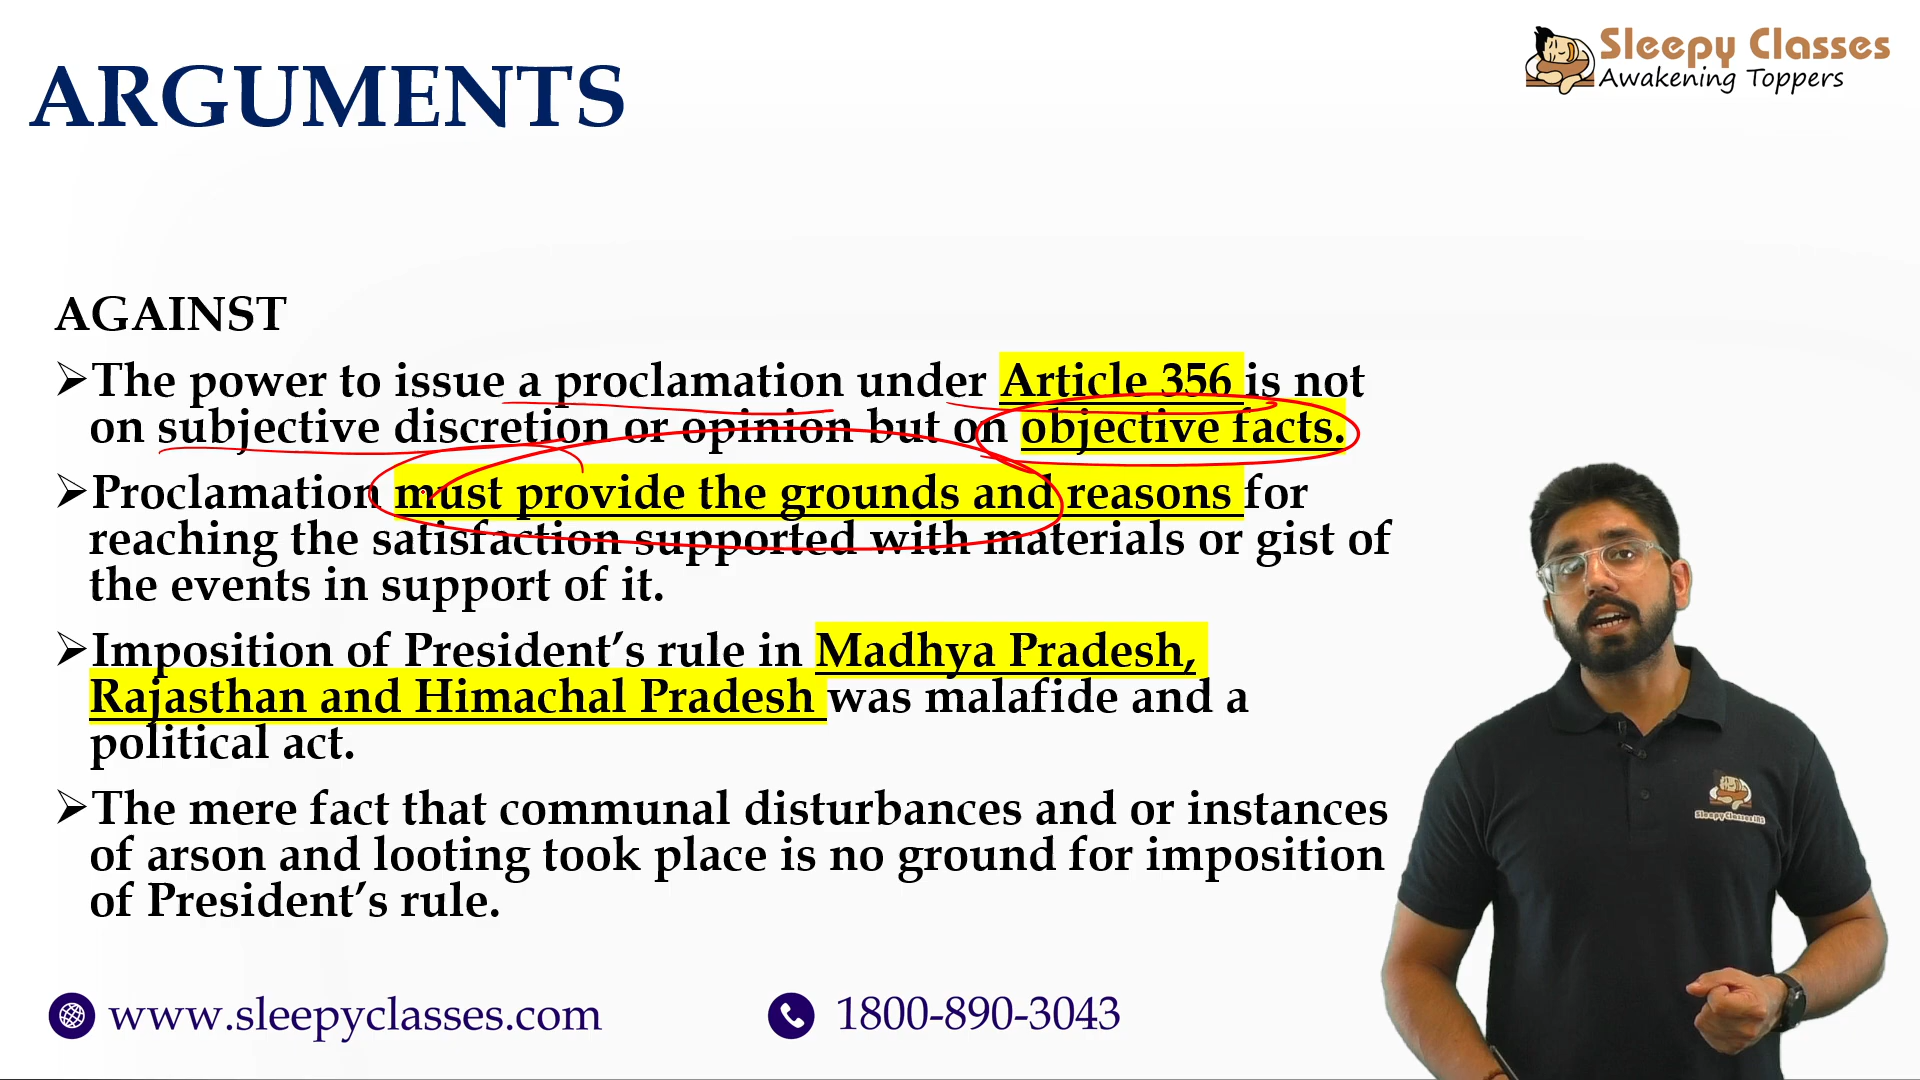 Sleepy Classes
Awakening Toppers
ARGUMENTS
AGAINST
➢The power to issue a proclamation under Article 356 is not
on subjective discretion or opinion but on objective facts.
➢Proclamation must provide the grounds and reasons for
reaching the satisfaction supported with materials or gist of
the events in support of it.
➢Imposition of President’s rule in Madhya Pradesh,
Rajasthan and Himachal Pradesh was malafide and a
political act.
➢The mere fact that communal disturbances and or instances
of arson and looting took place is no ground for imposition
of President’s rule.
SleepyClassesIAS
www.sleepyclasses.com
1800-890-3043